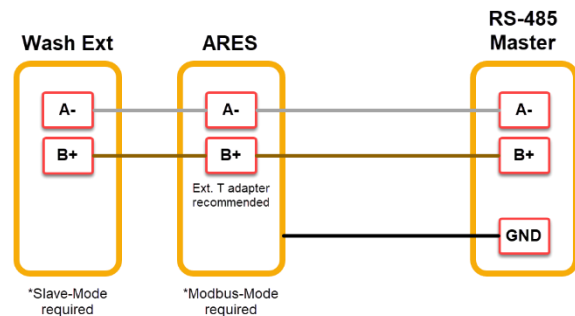 Wash Ext
ARES
RS-485
Master
A-
A-
A-
B+
B+
B+
Ext. T adapter
recommended
GND
*Slave-Mode
required
*Modbus-Mode
required